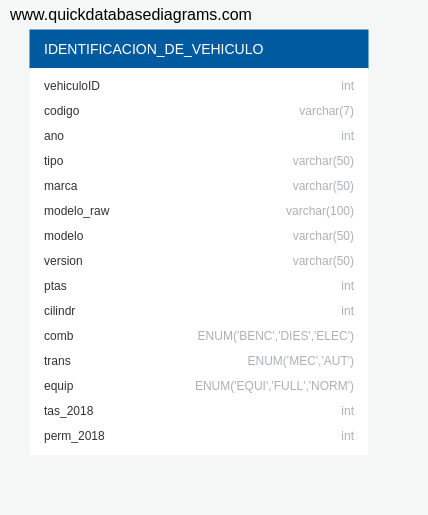 www.quickdatabasediagrams.com
IDENTIFICACION_DE_VEHICULO
vehiculoID int
codigo varchar(7)
ano int
tipo varchar(50)
marca varchar(50)
modelo_raw varchar(100)
modelo varchar(50)
version varchar(50)
ptas int
cilindr int
comb ENUM('BENC','DIES','ELEC')
trans ENUM('MEC','AUT')
equip ENUM('EQUI','FULL','NORM')
tas_2018 int
perm_2018 int